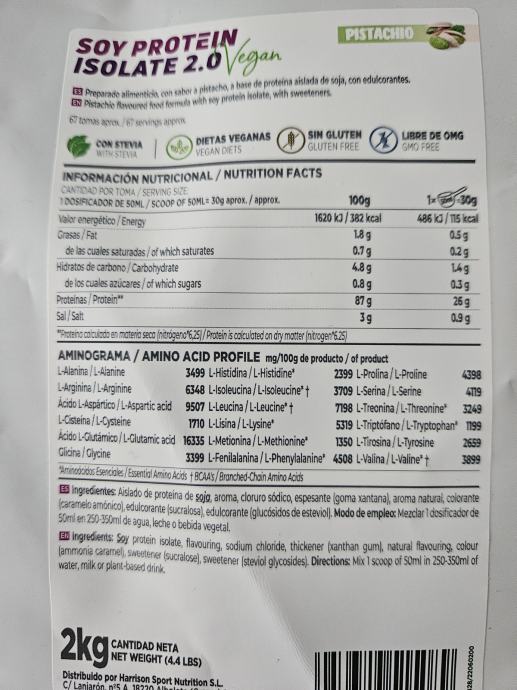 PISTACHIO
SOY PROTEIN
ISOLATE 2.0 Vegan
ES Preparado alimenticio, con sabor a pistacho, a base de proteína aislada de soja, con edulcorantes.
EN Pistachio flavoured food formula with soy protein isolate, with sweeteners.
67 tomas aprox. / 67 servings approx.
CON STEVIA
WITH STEVIA
DIETAS VEGANAS
VEGAN DIETS
SIN GLUTEN
GLUTEN FREE
LIBRE DE OMG
GMO FREE
INFORMACIÓN NUTRICIONAL / NUTRITION FACTS
CANTIDAD POR TOMA / SERVING SIZE
1 DOSIFICADOR DE 50ML / SCOOP OF 50ML= 30g aprox. / approx. 100g 1x 30g
Valor energético / Energy 1620 kJ / 382 kcal 486 kJ / 115 kcal
Grasas / Fat 1.8 g 0.5 g
de las cuales saturadas / of which saturates 0.7 g 0.2 g
Hidratos de carbono / Carbohydrate 4.8 g 1.4 g
de los cuales azúcares / of which sugars 0.8 g 0.3 g
Proteínas / Protein** 87 g 26 g
Sal / Salt 3 g 0.9 g
**Proteína calculada en materia seca (nitrógeno*6,25) / Protein is calculated on dry matter (nitrogen*6.25)
AMINOGRAMA / AMINO ACID PROFILE mg/100g de producto / of product
L-Alanina / L-Alanine 3499 L-Histidina / L-Histidine* 2399 L-Prolina / L-Proline 4398
L-Arginina / L-Arginine 6348 L-Isoleucina / L-Isoleucine* † 3709 L-Serina / L-Serine 4119
Ácido L-Aspártico / L-Aspartic acid 9507 L-Leucina / L-Leucine* † 7198 L-Treonina / L-Threonine* 3249
L-Cisteína / L-Cysteine 1710 L-Lisina / L-Lysine* 5319 L-Triptófano / L-Tryptophan* 1199
Ácido L-Glutámico / L-Glutamic acid 16335 L-Metionina / L-Methionine* 1350 L-Tirosina / L-Tyrosine 2659
Glicina / Glycine 3399 L-Fenilalanina / L-Phenylalanine* 4508 L-Valina / L-Valine* † 3899
*Aminoácidos Esenciales / Essential Amino Acids † BCAA's / Branched-Chain Amino Acids
ES Ingredientes: Aislado de proteína de soja, aroma, cloruro sódico, espesante (goma xantana), aroma natural, colorante
(caramelo amónico), edulcorante (sucralosa), edulcorante (glucósidos de esteviol). Modo de empleo: Mezclar 1 dosificador de
50ml en 250-350ml de agua, leche o bebida vegetal.
EN Ingredients: Soy protein isolate, flavouring, sodium chloride, thickener (xanthan gum), natural flavouring, colour
(ammonia caramel), sweetener (sucralose), sweetener (steviol glycosides). Directions: Mix 1 scoop of 50ml in 250-350ml of
water, milk or plant-based drink.
2kg CANTIDAD NETA
NET WEIGHT (4.4 LBS)
Distribuido por Harrison Sport Nutrition S.L.
C/ Lanjarón, nº5 A, 18220